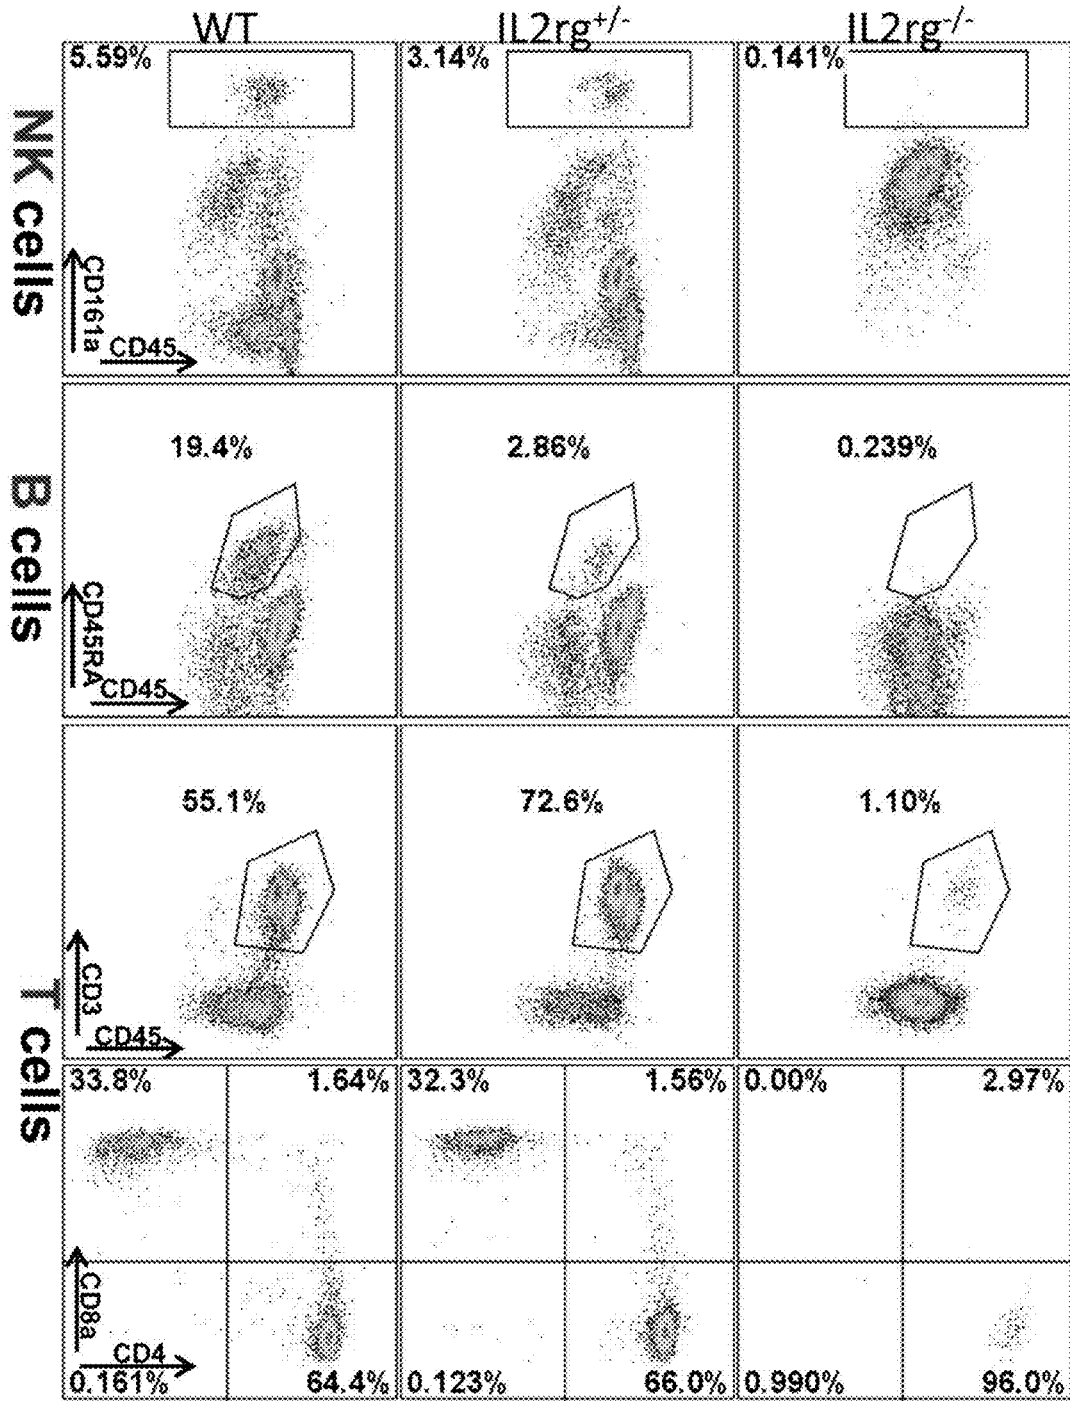 WT IL2rg+/- IL2rg-/-
NK cells
5.59% 3.14% 0.141%
CD161a
CD45
B cells
19.4% 2.86% 0.239%
CD45RA
CD45
T cells
55.1% 72.6% 1.10%
CD3
CD45
33.8% 1.64% 32.3% 1.56% 0.00% 2.97%
CD8a
CD4
0.161% 64.4% 0.123% 66.0% 0.990% 96.0%